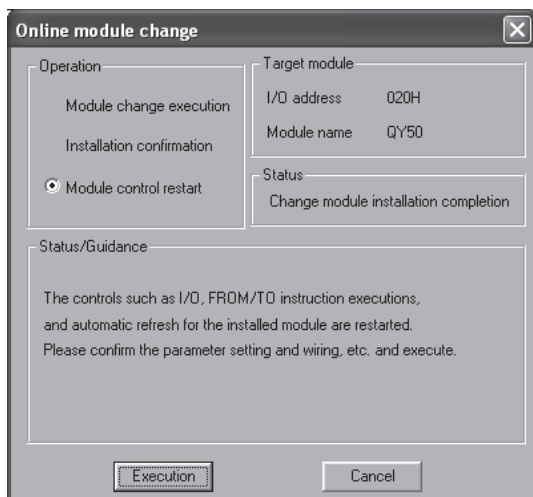 Online module change
Operation
Module change execution
Installation confirmation
Module control restart
Target module
I/O address 020H
Module name QY50
Status
Change module installation completion
Status/Guidance
The controls such as I/O, FROM/TO instruction executions,
and automatic refresh for the installed module are restarted.
Please confirm the parameter setting and wiring, etc. and execute.
Execution Cancel